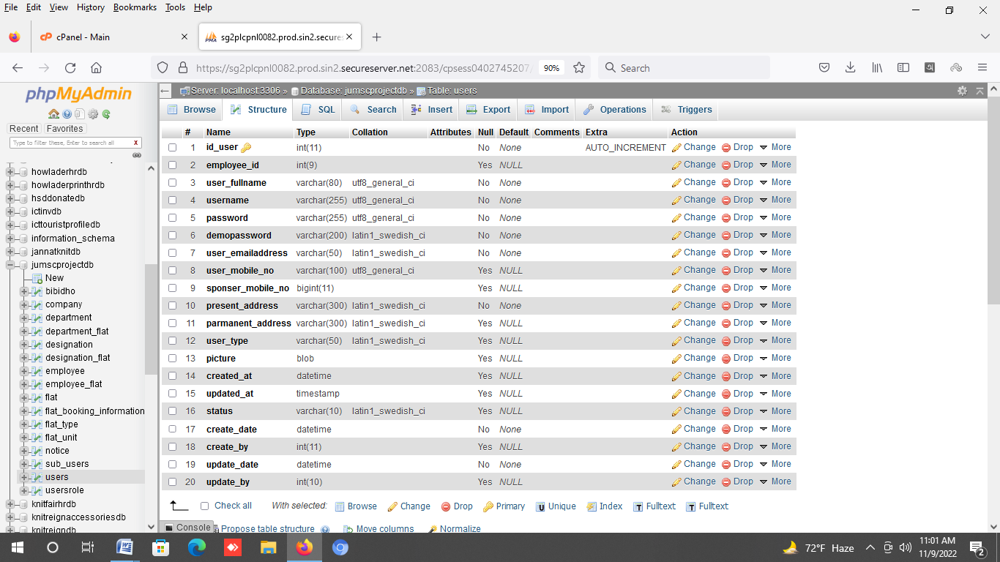 File Edit View History Bookmarks Tools Help
cPanel - Main
PMA sg2plcpnl0082.prod.sin2.secures
https://sg2plcpnl0082.prod.sin2.secureserver.net:2083/cpsess0402745207/ 90% Search
phpMyAdmin
Server: localhost:3306 » Database: jumscprojectdb » Table: users
Browse Structure SQL Search Insert Export Import Operations Triggers
Recent Favorites
Type to filter these, Enter to search all X
howladerhrdb
howladerprinthrdb
hsddonatedb
ictinvdb
icttouristprofiledb
information_schema
jannatknitdb
jumscprojectdb
New
bibidho
company
department
department_flat
designation
designation_flat
employee
employee_flat
flat
flat_booking_information
flat_type
flat_unit
notice
sub_users
users
usersrole
knitfairhrdb
knitreignaccessoriesdb
knitreigndb
# Name Type Collation Attributes Null Default Comments Extra Action
1 id_user int(11) No None AUTO_INCREMENT Change Drop More
2 employee_id int(9) Yes NULL Change Drop More
3 user_fullname varchar(80) utf8_general_ci No None Change Drop More
4 username varchar(255) utf8_general_ci No None Change Drop More
5 password varchar(255) utf8_general_ci No None Change Drop More
6 demopassword varchar(200) latin1_swedish_ci No None Change Drop More
7 user_emailaddress varchar(50) latin1_swedish_ci No None Change Drop More
8 user_mobile_no varchar(100) utf8_general_ci Yes NULL Change Drop More
9 sponser_mobile_no bigint(11) Yes NULL Change Drop More
10 present_address varchar(300) latin1_swedish_ci No None Change Drop More
11 parmanent_address varchar(300) latin1_swedish_ci Yes NULL Change Drop More
12 user_type varchar(50) latin1_swedish_ci Yes NULL Change Drop More
13 picture blob Yes NULL Change Drop More
14 created_at datetime Yes NULL Change Drop More
15 updated_at timestamp Yes NULL Change Drop More
16 status varchar(10) latin1_swedish_ci Yes NULL Change Drop More
17 create_date datetime No None Change Drop More
18 create_by int(11) Yes NULL Change Drop More
19 update_date datetime No None Change Drop More
20 update_by int(10) Yes NULL Change Drop More
Check all With selected: Browse Change Drop Primary Unique Index Fulltext Fulltext
Console Propose table structure Move columns Normalize
72°F Haze 11:01 AM
11/9/2022 2